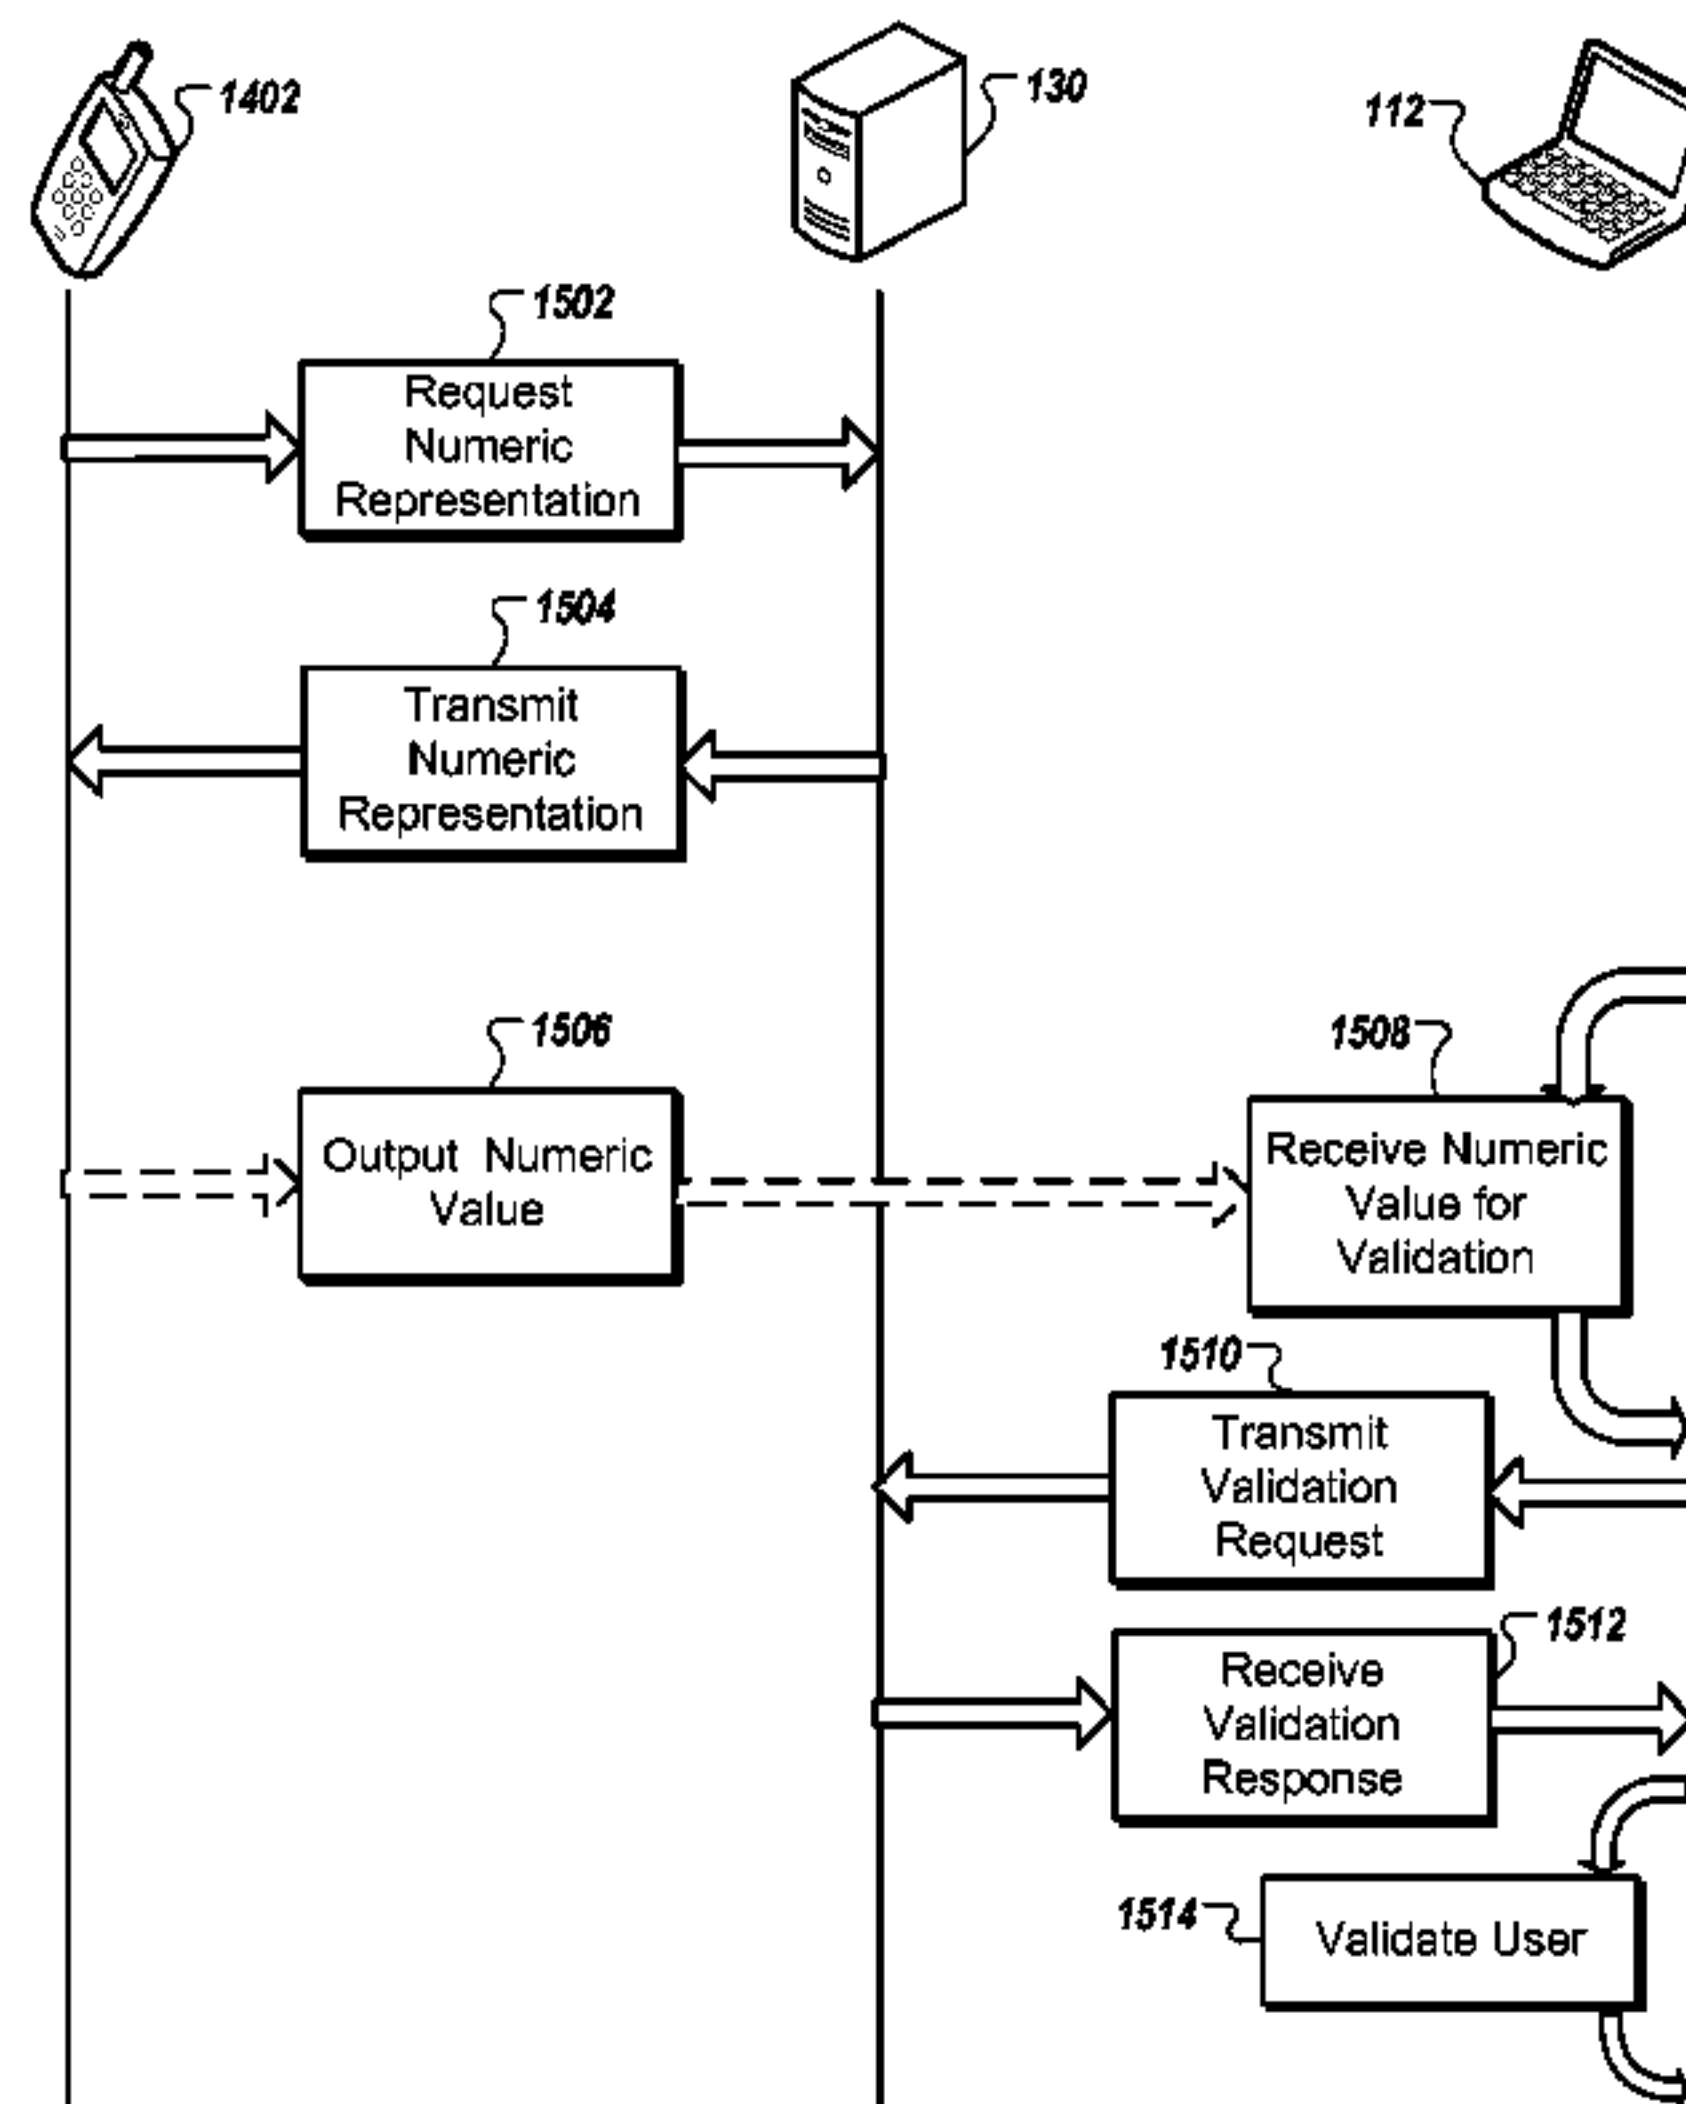 1402
130
112
1502
Request
Numeric
Representation
1504
Transmit
Numeric
Representation
1506
Output Numeric
Value
1508
Receive Numeric
Value for
Validation
1510
Transmit
Validation
Request
1512
Receive
Validation
Response
1514
Validate User